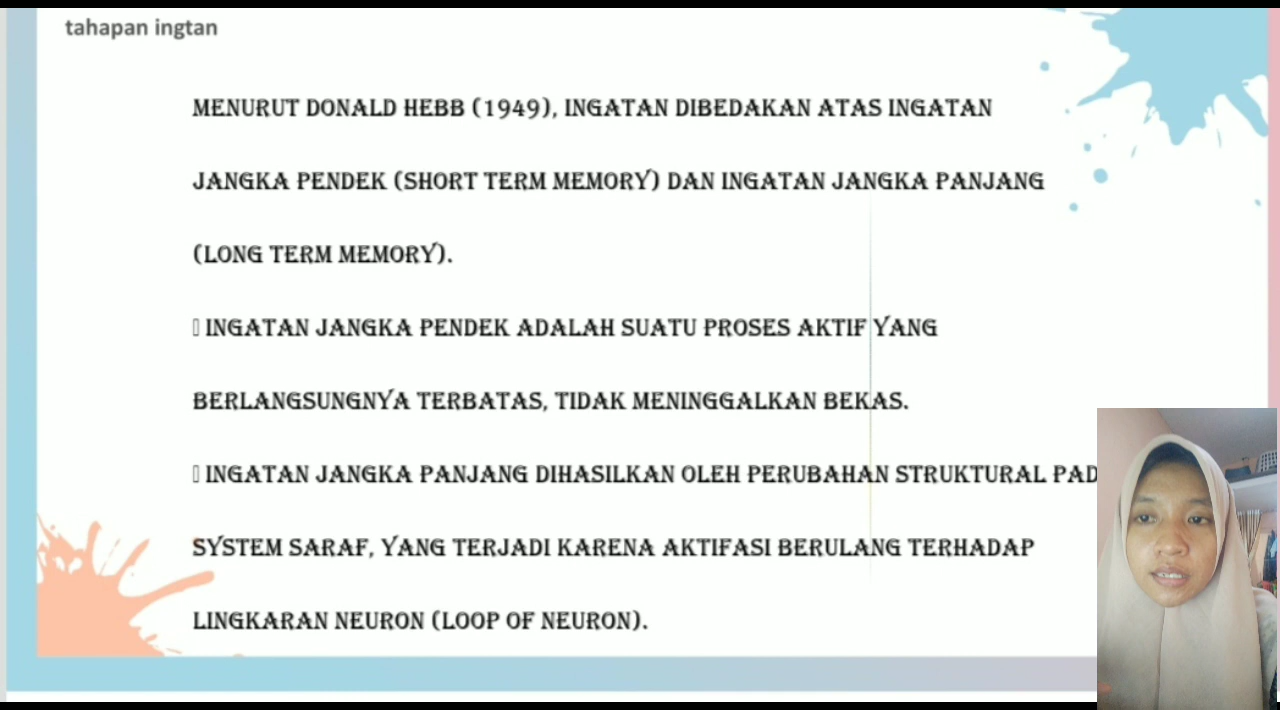 tahapan ingtan
MENURUT DONALD HEBB (1949), INGATAN DIBEDAKAN ATAS INGATAN
JANGKA PENDEK (SHORT TERM MEMORY) DAN INGATAN JANGKA PANJANG
(LONG TERM MEMORY).
INGATAN JANGKA PENDEK ADALAH SUATU PROSES AKTIF YANG
BERLANGSUNGNYA TERBATAS, TIDAK MENINGGALKAN BEKAS.
INGATAN JANGKA PANJANG DIHASILKAN OLEH PERUBAHAN STRUKTURAL PAD
SYSTEM SARAF, YANG TERJADI KARENA AKTIFASI BERULANG TERHADAP
LINGKARAN NEURON (LOOP OF NEURON).